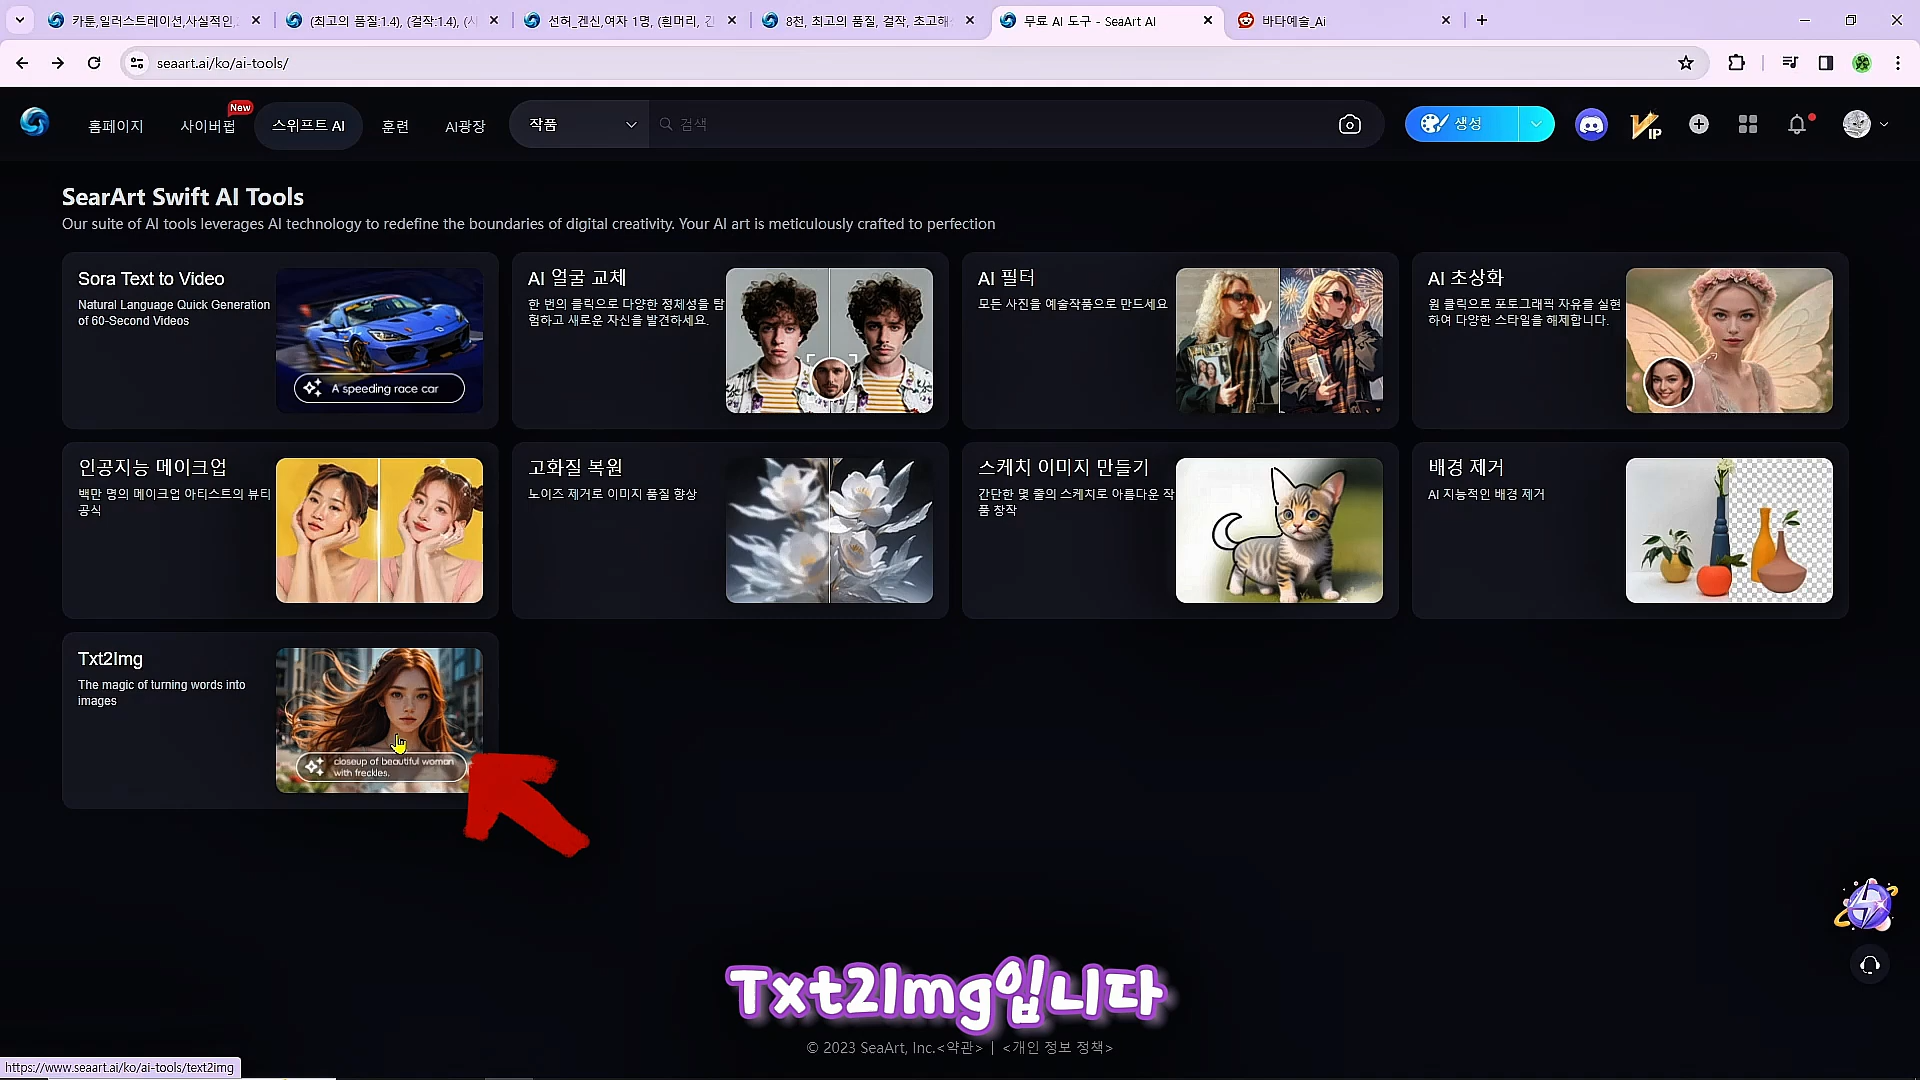 카툰,일러스트레이션,사실적인,
(최고의 품질:1.4), (걸작:1.4), (시
선허_겐신,여자 1명, (흰머리, 긴
8천, 최고의 품질, 걸작, 초고해
무료 AI 도구 - SeaArt AI
바타예술_Ai
seaart.ai/ko/ai-tools/
홈페이지
사이버펍
New
스위프트 AI
훈련
AI광장
작품
검색
생성
VIP
SearArt Swift AI Tools
Our suite of AI tools leverages AI technology to redefine the boundaries of digital creativity. Your AI art is meticulously crafted to perfection
Sora Text to Video
Natural Language Quick Generation
of 60-Second Videos
A speeding race car
AI 얼굴 교체
한 번의 클릭으로 다양한 정체성을 탐
험하고 새로운 자신을 발견하세요.
AI 필터
모든 사진을 예술작품으로 만드세요
AI 초상화
원 클릭으로 포토그래픽 자유를 실현
하여 다양한 스타일을 해제합니다.
인공지능 메이크업
백만 명의 메이크업 아티스트의 뷰티
공식
고화질 복원
노이즈 제거로 이미지 품질 향상
스케치 이미지 만들기
간단한 몇 줄의 스케치로 아름다운 작
품 창작
배경 제거
AI 지능적인 배경 제거
Txt2Img
The magic of turning words into
images
closeup of beautiful woman
with freckles.
Txt2Img입니다
© 2023 SeaArt, Inc.<약관> | <개인 정보 정책>
https://www.seaart.ai/ko/ai-tools/text2img